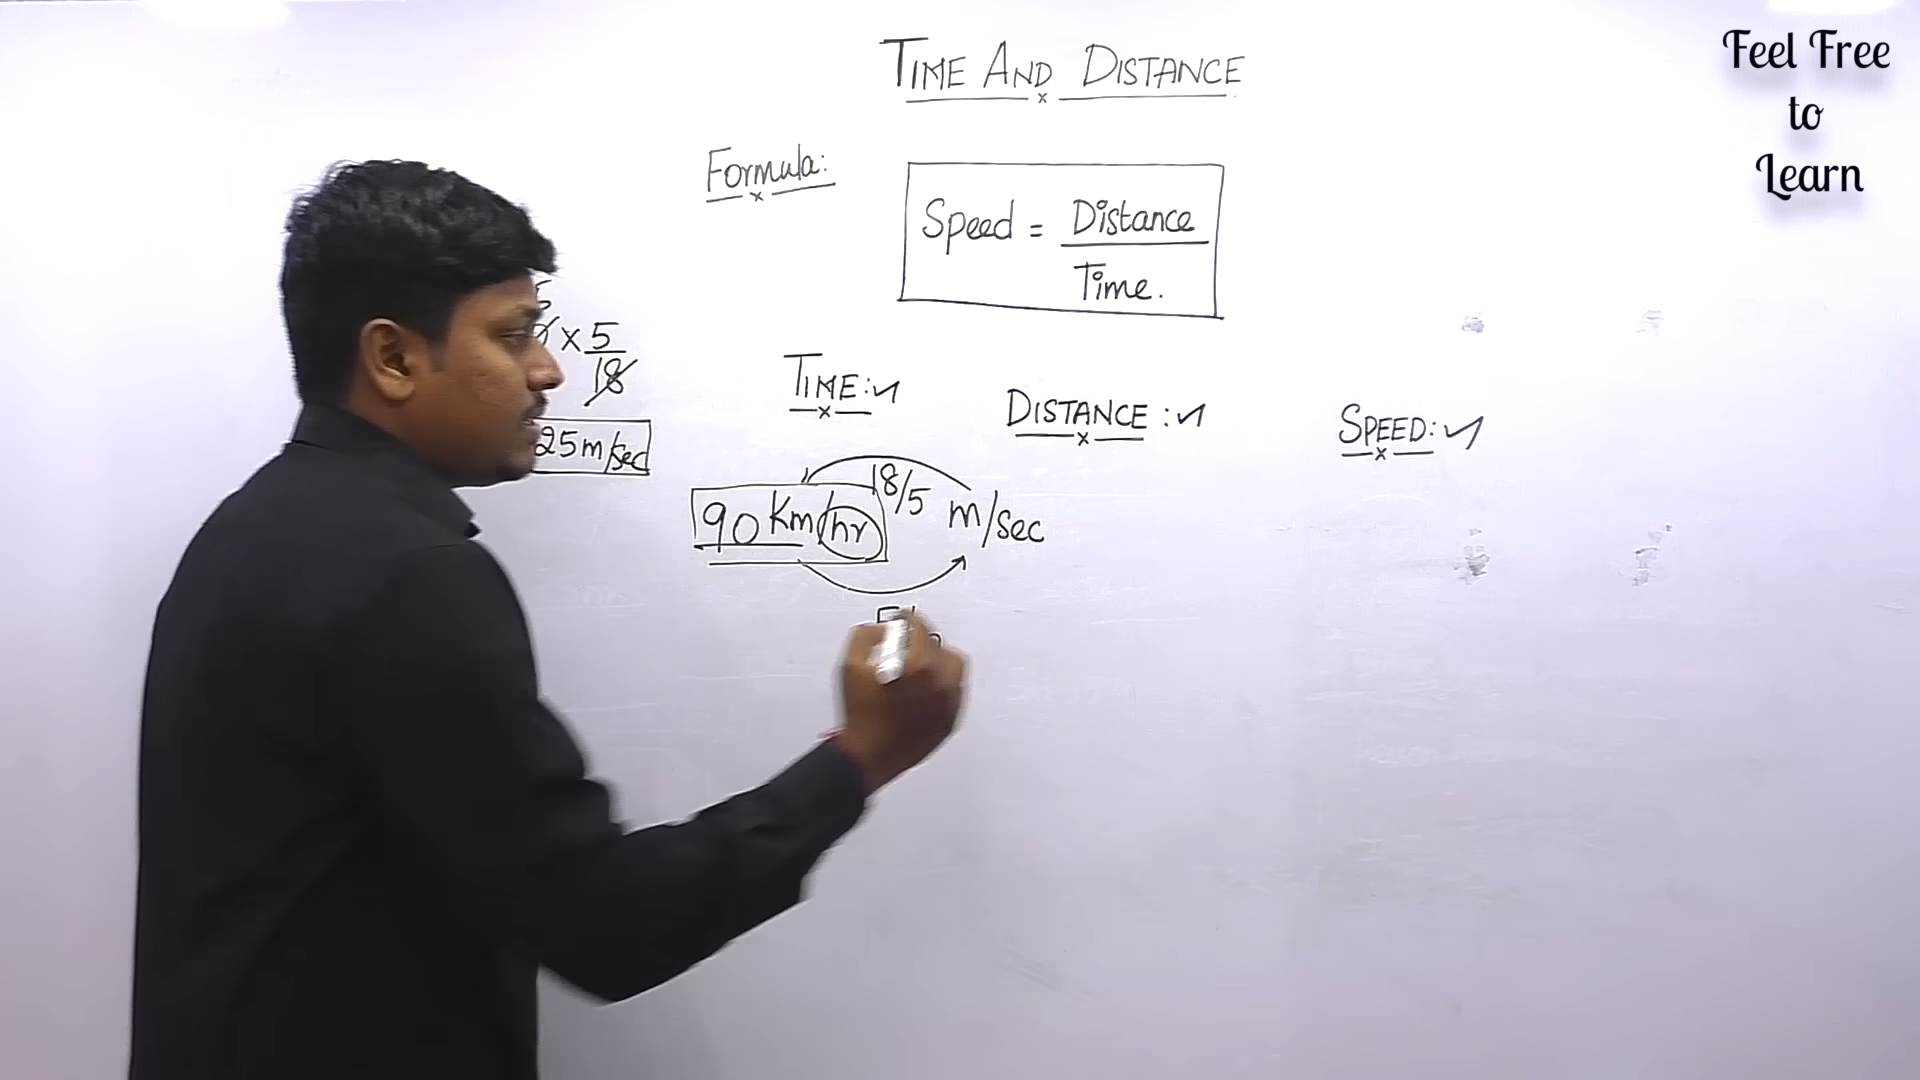 TIME AND DISTANCE
Feel Free
to
Learn
Formula:
Speed = Distance
Time.
x 5
18
25 m/sec
TIME:
DISTANCE :
SPEED:
90 Km/hr
18/5
m/sec